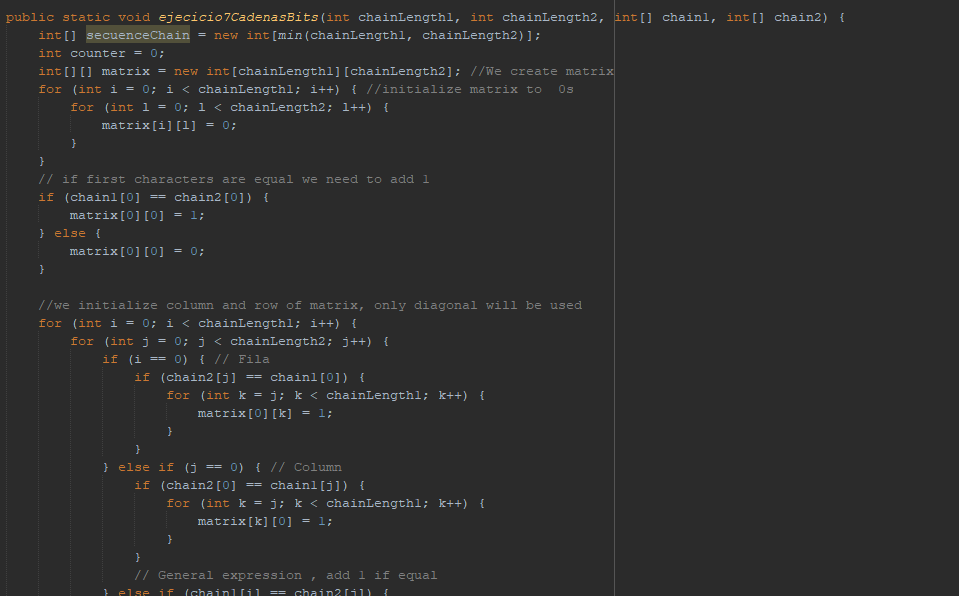 public static void ejecicio7CadenasBits(int chainLength1, int chainLength2, int[] chain1, int[] chain2) {
int[] secuenceChain = new int[min(chainLength1, chainLength2)];
int counter = 0;
int[][] matrix = new int[chainLength1][chainLength2]; //We create matrix
for (int i = 0; i < chainLength1; i++) { //initialize matrix to  0s
for (int l = 0; l < chainLength2; l++) {
matrix[i][l] = 0;
}
}
// if first characters are equal we need to add 1
if (chain1[0] == chain2[0]) {
matrix[0][0] = 1;
} else {
matrix[0][0] = 0;
}
//we initialize column and row of matrix, only diagonal will be used
for (int i = 0; i < chainLength1; i++) {
for (int j = 0; j < chainLength2; j++) {
if (i == 0) { // Fila
if (chain2[j] == chain1[0]) {
for (int k = j; k < chainLength1; k++) {
matrix[0][k] = 1;
}
}
} else if (j == 0) { // Column
if (chain2[0] == chain1[j]) {
for (int k = j; k < chainLength1; k++) {
matrix[k][0] = 1;
}
}
// General expression , add 1 if equal
} else if (chain1[i] == chain2[j]) {